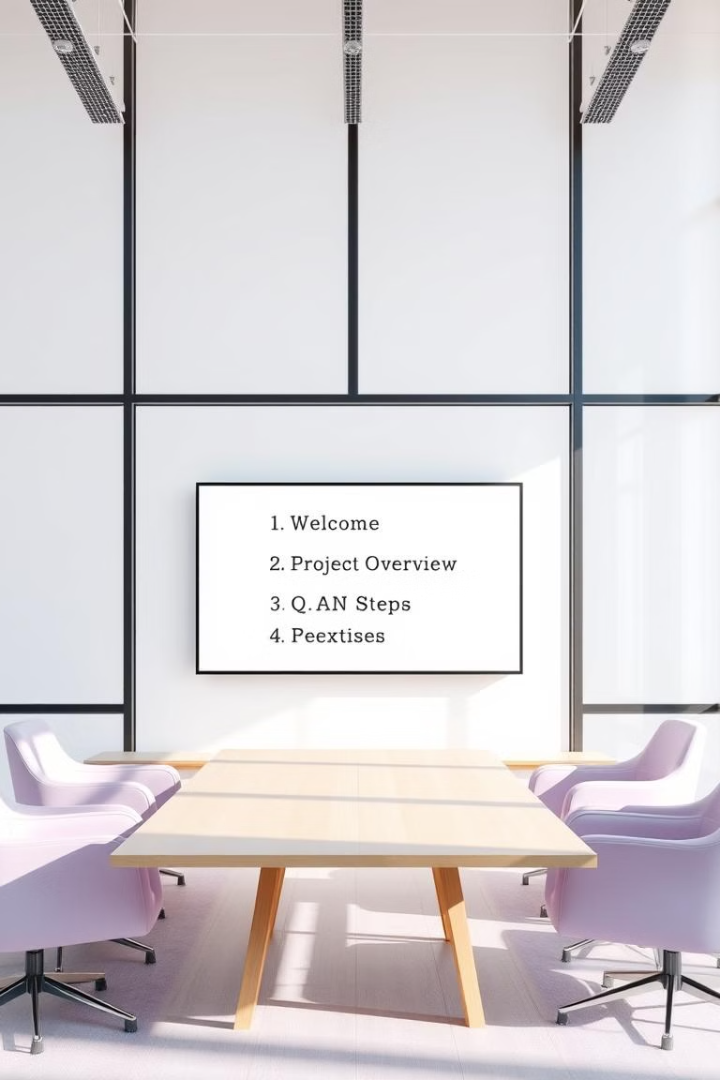 1. Welcome
2. Project Overview
3. Q.AN Steps
4. Peextises